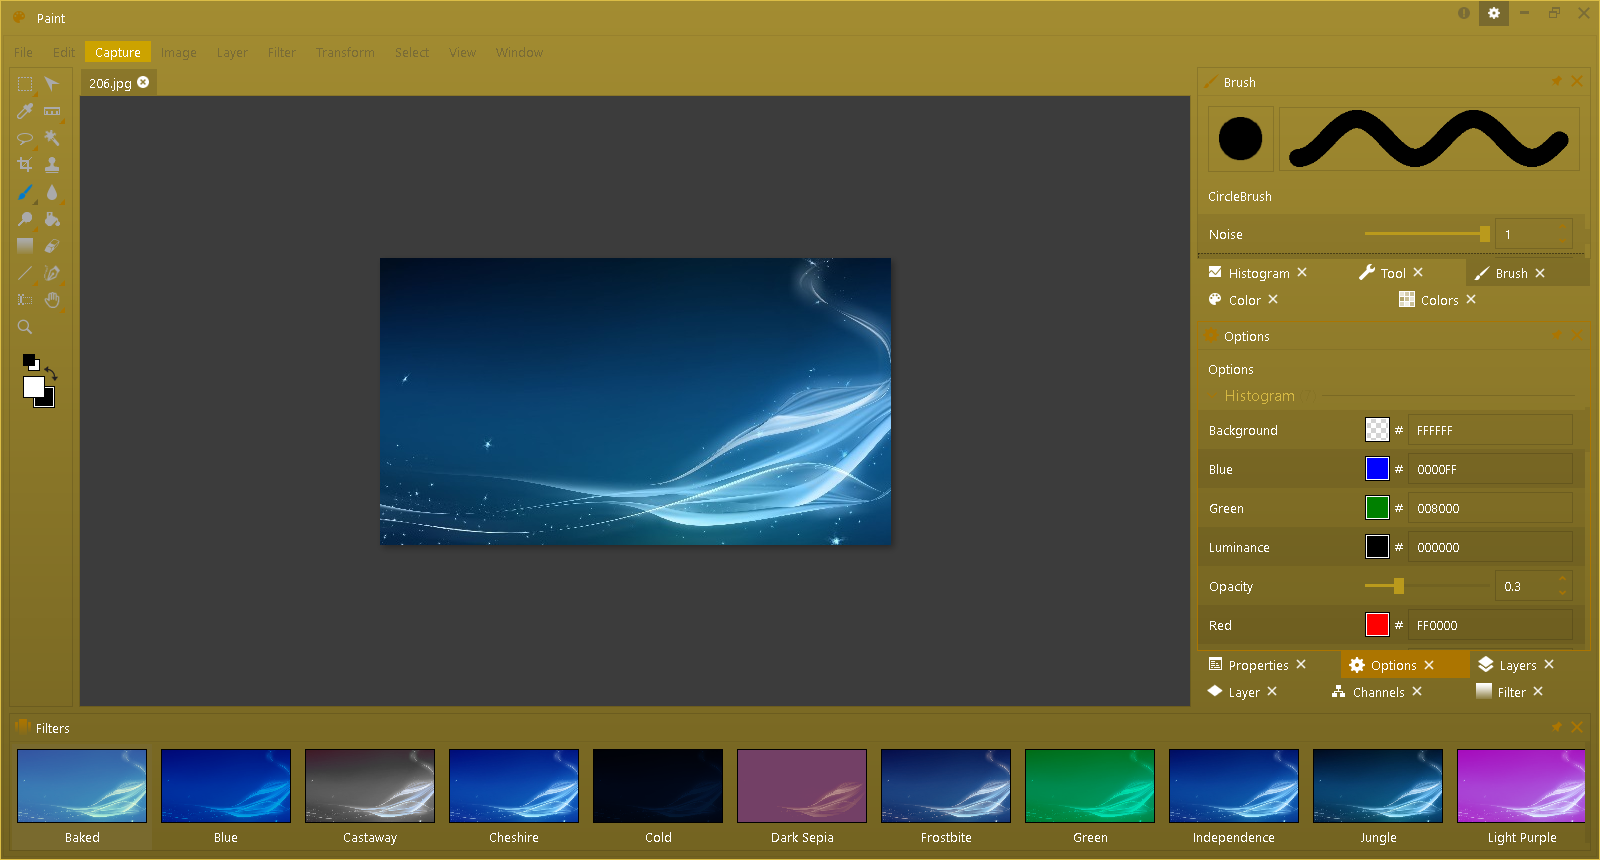 Paint
File Edit Capture Image Layer Filter Transform Select View Window
206.jpg
Brush
CircleBrush
Noise 1
Histogram Tool Brush
Color Colors
Options
Options
Histogram
Background # FFFFFF
Blue # 0000FF
Green # 008000
Luminance # 000000
Opacity 0.3
Red # FF0000
Properties Options Layers
Layer Channels Filter
Filters
Baked Blue Castaway Cheshire Cold Dark Sepia Frostbite Green Independence Jungle Light Purple